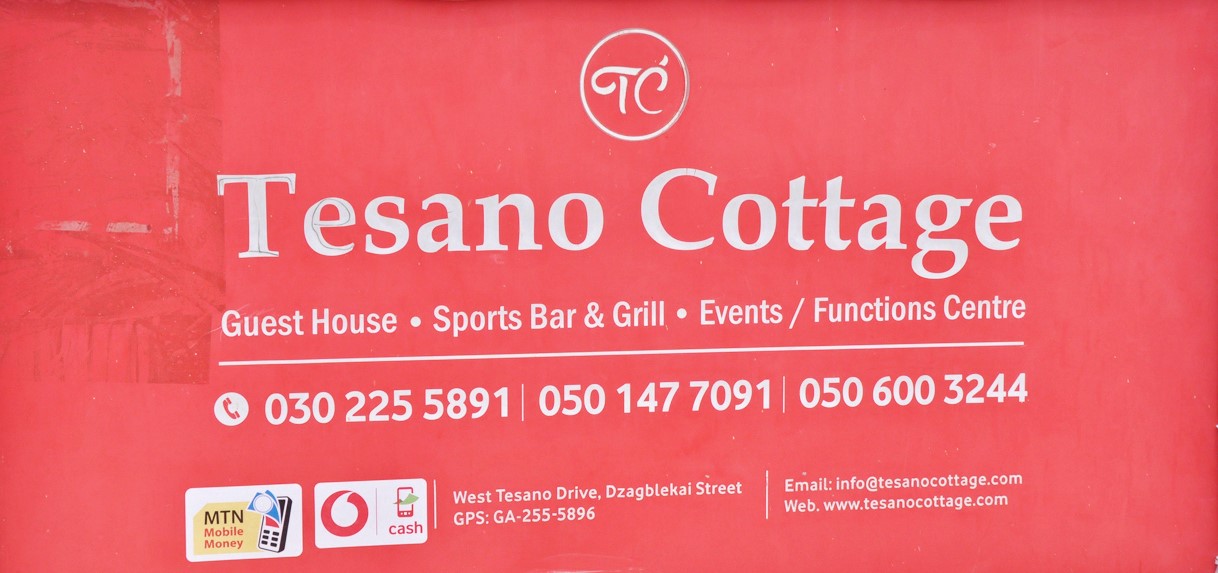 TC
Tesano Cottage
Guest House • Sports Bar & Grill • Events / Functions Centre
030 225 5891 | 050 147 7091 | 050 600 3244
MTN
Mobile
Money
cash
West Tesano Drive, Dzagblekai Street
GPS: GA-255-5896
Email: info@tesanocottage.com
Web. www.tesanocottage.com